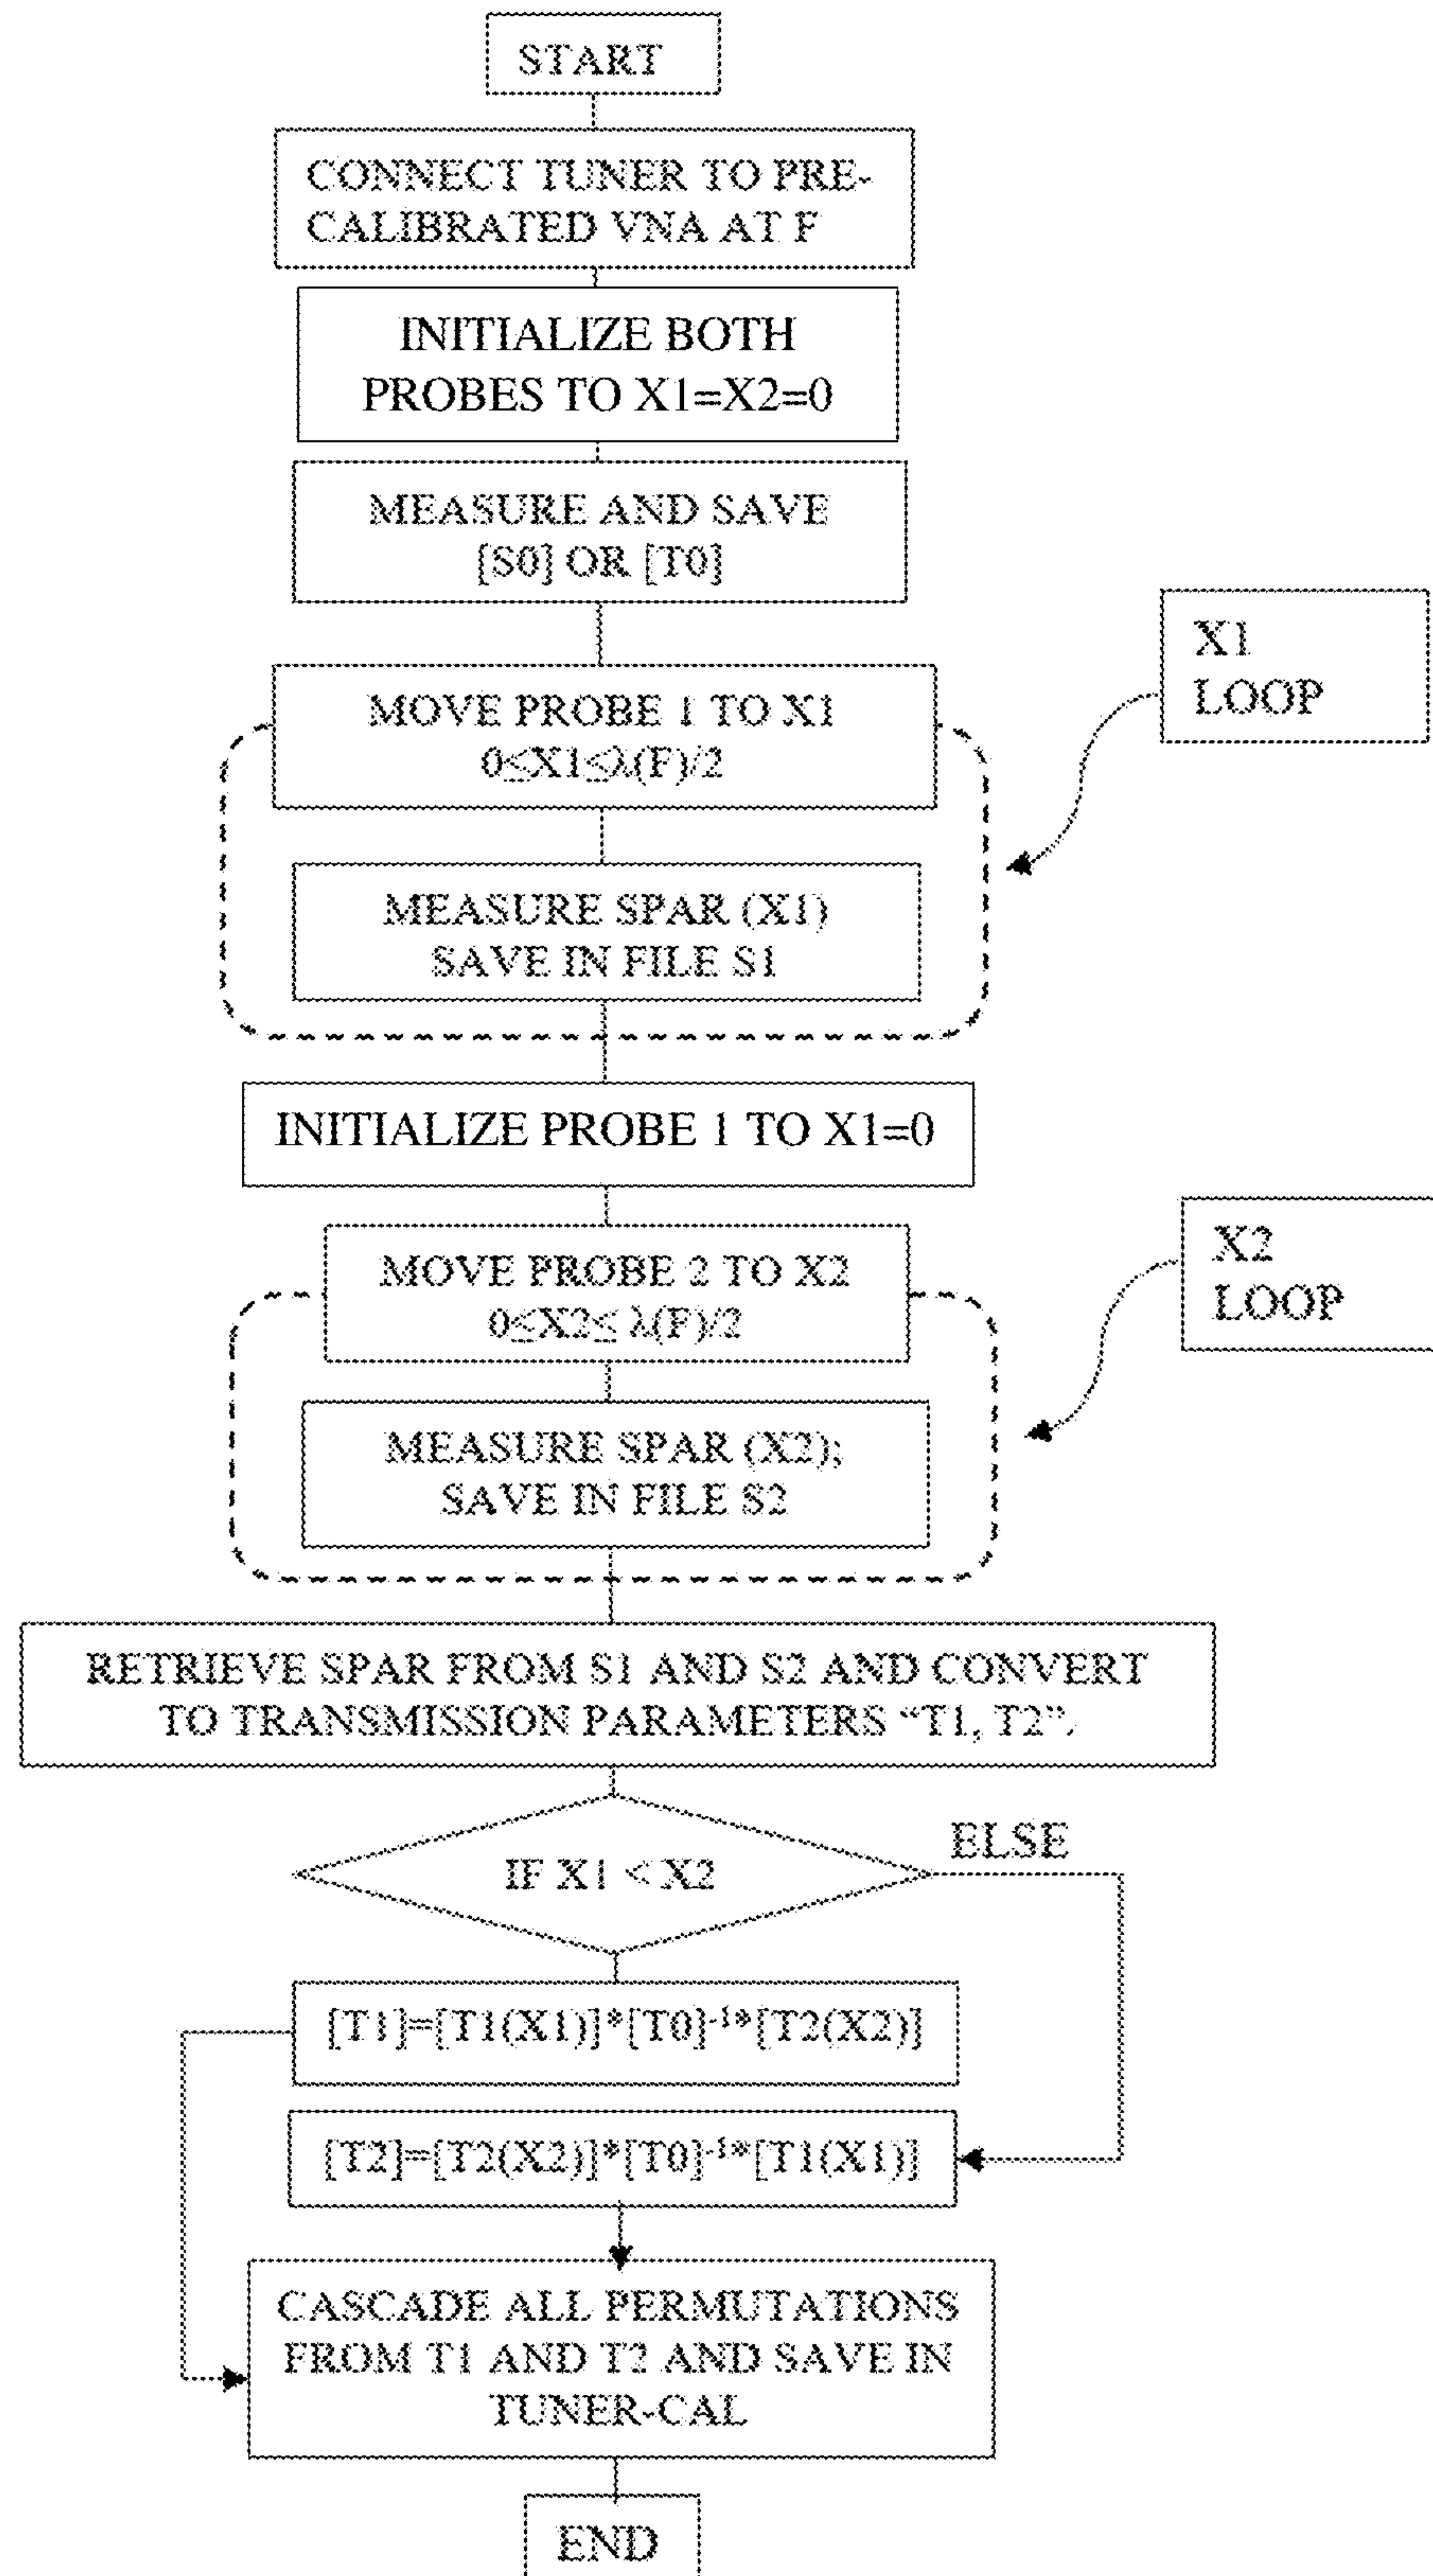 START
CONNECT TUNER TO PRE-
CALIBRATED VNA AT F
INITIALIZE BOTH
PROBES TO X1=X2=0
MEASURE AND SAVE
[S0] OR [T0]
X1
LOOP
MOVE PROBE 1 TO X1
0≤X1≤λ(F)/2
MEASURE SPAR (X1)
SAVE IN FILE S1
INITIALIZE PROBE 1 TO X1=0
X2
LOOP
MOVE PROBE 2 TO X2
0≤X2≤ λ(F)/2
MEASURE SPAR (X2);
SAVE IN FILE S2
RETRIEVE SPAR FROM S1 AND S2 AND CONVERT
TO TRANSMISSION PARAMETERS “T1, T2”.
ELSE
IF X1 < X2
[T1]=[T1(X1)]*[T0]⁻¹*[T2(X2)]
[T2]=[T2(X2)]*[T0]⁻¹*[T1(X1)]
CASCADE ALL PERMUTATIONS
FROM T1 AND T2 AND SAVE IN
TUNER-CAL
END